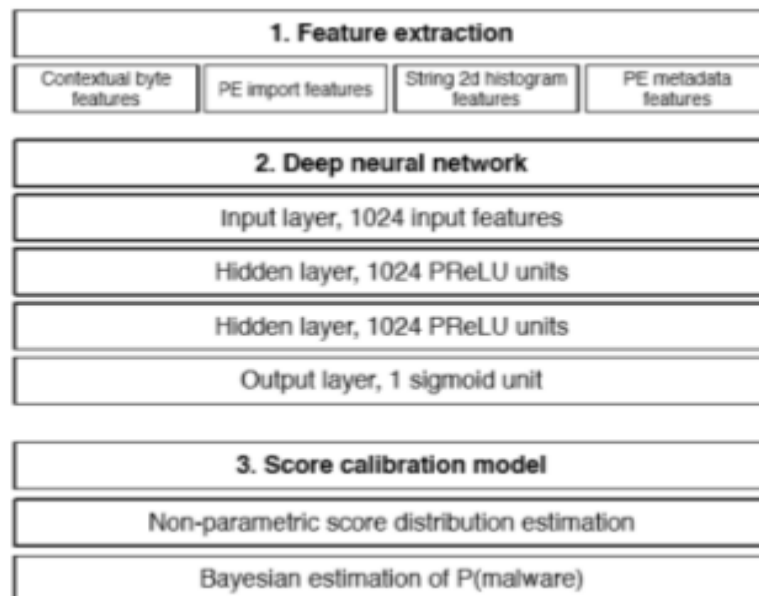 1. Feature extraction
Contextual byte
features
PE import features
String 2d histogram
features
PE metadata
features
2. Deep neural network
Input layer, 1024 input features
Hidden layer, 1024 PReLU units
Hidden layer, 1024 PReLU units
Output layer, 1 sigmoid unit
3. Score calibration model
Non-parametric score distribution estimation
Bayesian estimation of P(malware)